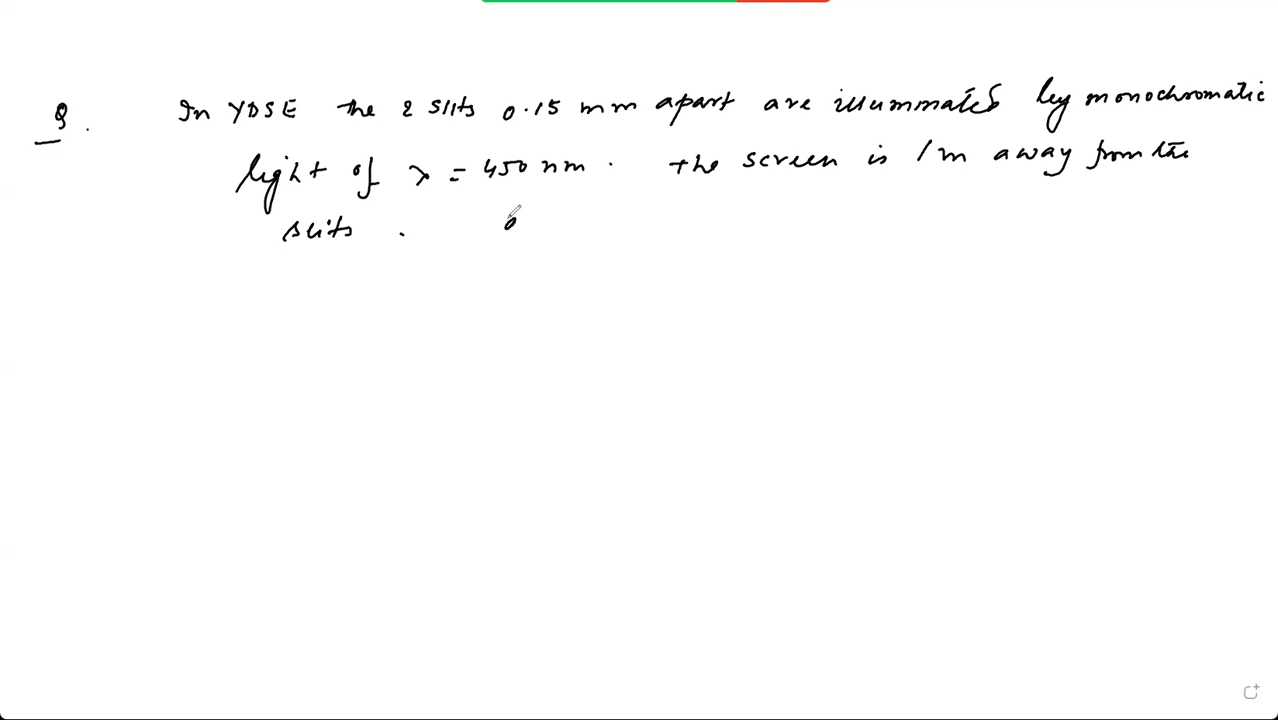 Q. In YDSE the 2 slits 0.15 mm apart are illuminated by monochromatic
light of λ = 450 nm. The screen is 1m away from the
slits.